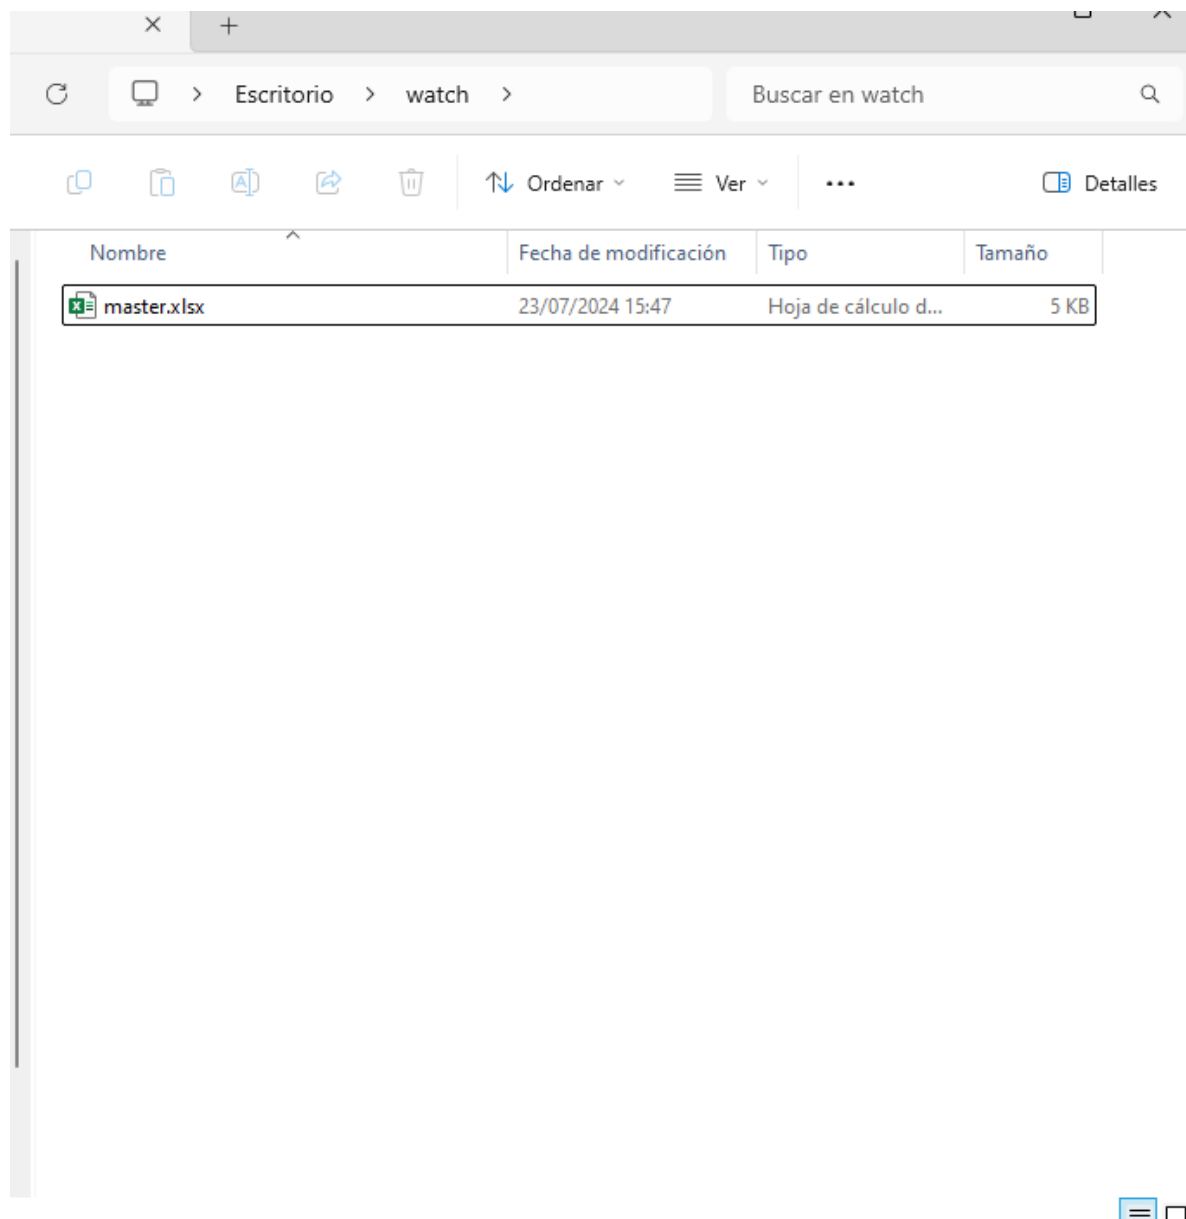 Escritorio > watch >
Buscar en watch
Ordenar
Ver
Detalles
Nombre
Fecha de modificación
Tipo
Tamaño
master.xlsx
23/07/2024 15:47
Hoja de cálculo d...
5 KB